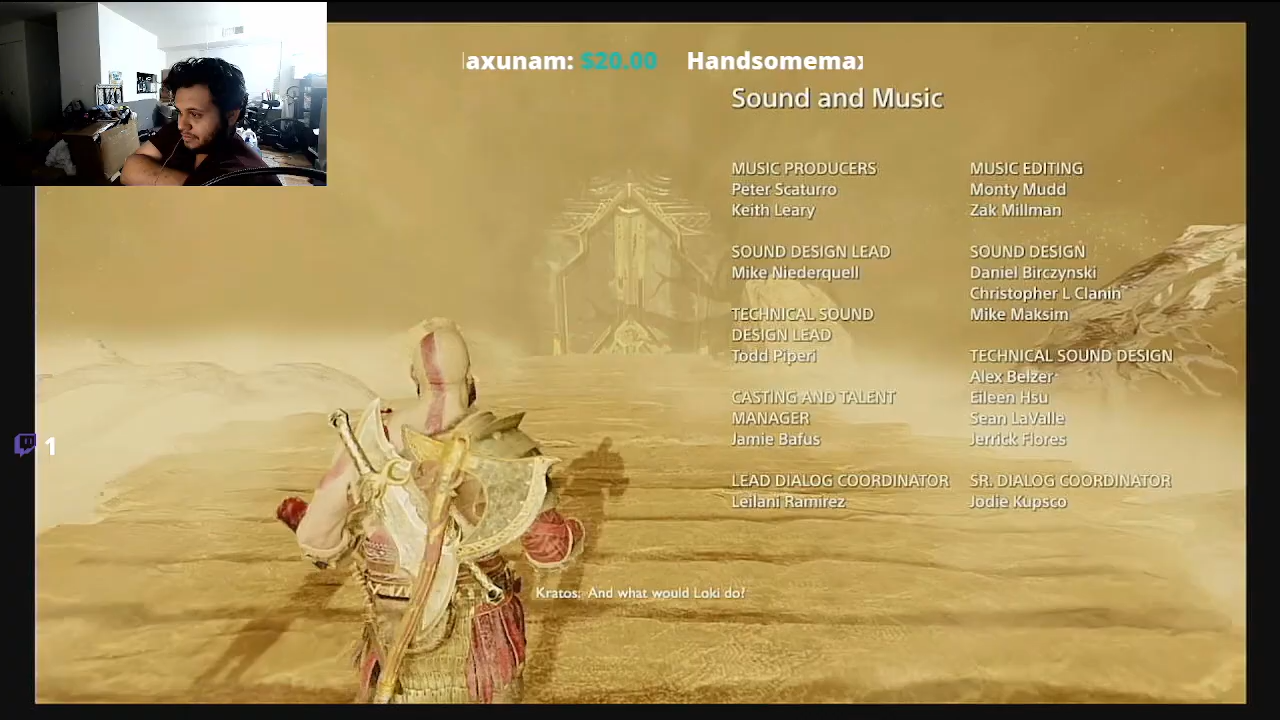 axunam: $20.00 Handsomema
Sound and Music
MUSIC PRODUCERS
Peter Scaturro
Keith Leary
SOUND DESIGN LEAD
Mike Niederquell
TECHNICAL SOUND
DESIGN LEAD
Todd Piperi
CASTING AND TALENT
MANAGER
Jamie Bafus
LEAD DIALOG COORDINATOR
Leilani Ramirez
MUSIC EDITING
Monty Mudd
Zak Millman
SOUND DESIGN
Daniel Birczynski
Christopher L Clanin
Mike Maksim
TECHNICAL SOUND DESIGN
Alex Belzer
Eileen Hsu
Sean LaValle
Jerrick Flores
SR. DIALOG COORDINATOR
Jodie Kupsco
1
Kratos: And what would Loki do?